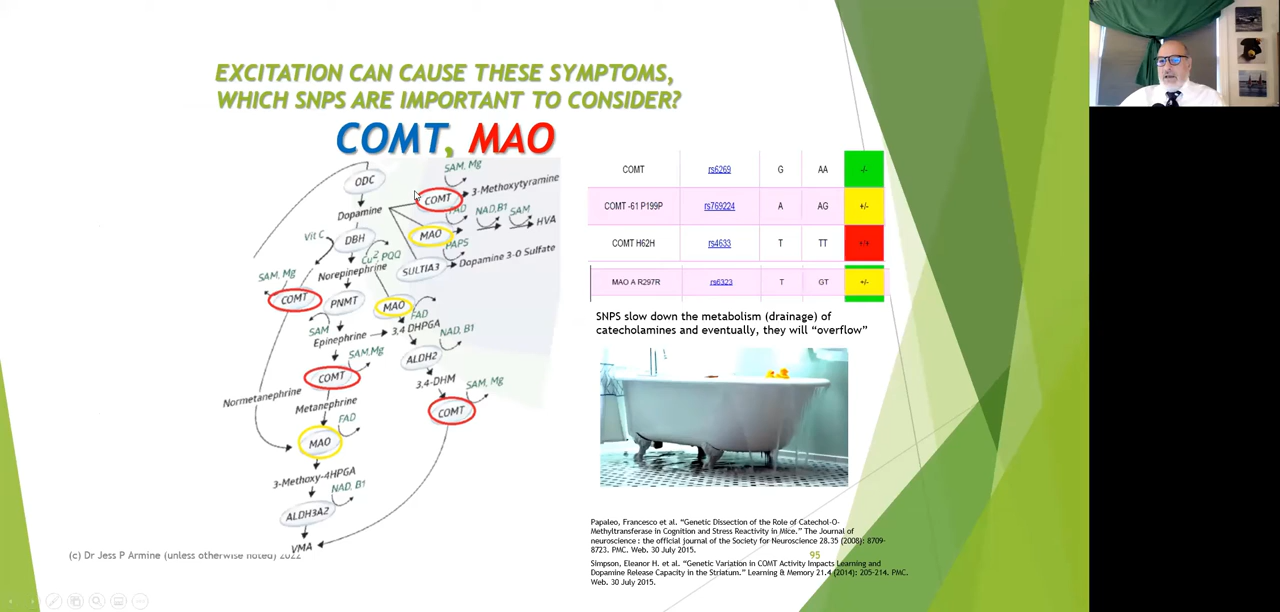 EXCITATION CAN CAUSE THESE SYMPTOMS,
WHICH SNPS ARE IMPORTANT TO CONSIDER?
COMT, MAO
ODC
SAM, Mg
COMT
3-Methoxytyramine
Dopamine
FAD
NAD, B1
SAM
MAO
HVA
Vit C
DBH
PAPS
Cu2 PQQ
SULTIA3
Dopamine 3-0 Sulfate
SAM, Mg
Norepinephrine
COMT
PNMT
MAO
FAD
SAM
Epinephrine
3,4 DHPGA
NAD, B1
SAM,Mg
ALDH2
COMT
3,4-DHM
SAM, Mg
Normetanephrine
Metanephrine
COMT
FAD
MAO
3-Methoxy-4HPGA
NAD, B1
ALDH3A2
VMA
COMT rs6269 G AA -/-
COMT -61 P199P rs769224 A AG +/-
COMT H62H rs4633 T TT +/+
MAO A R297R rs6323 T GT +/-
SNPS slow down the metabolism (drainage) of
catecholamines and eventually, they will “overflow”
Papaleo, Francesco et al. “Genetic Dissection of the Role of Catechol-O-
Methyltransferase in Cognition and Stress Reactivity in Mice.” The Journal of
neuroscience : the official journal of the Society for Neuroscience 28.35 (2008): 8709-
8723. PMC. Web. 30 July 2015.
Simpson, Eleanor H. et al. “Genetic Variation in COMT Activity Impacts Learning and
Dopamine Release Capacity in the Striatum.” Learning & Memory 21.4 (2014): 205-214. PMC.
Web. 30 July 2015.
(c) Dr Jess P Armine (unless otherwise noted) 2022
95